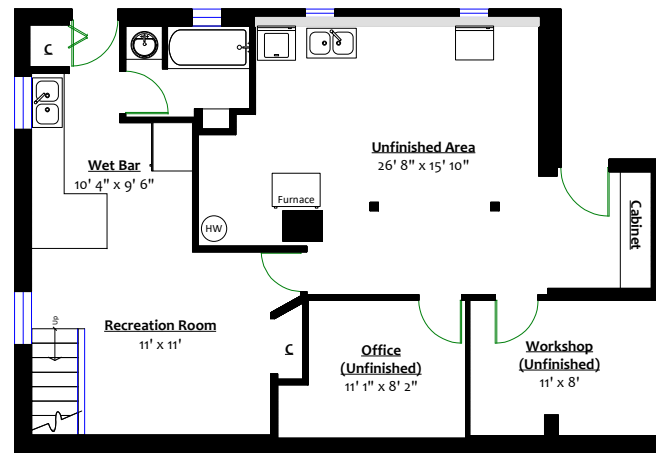 C
Wet Bar
10' 4" x 9' 6"
Unfinished Area
26' 8" x 15' 10"
Furnace
HW
Cabinet
Up
Recreation Room
11' x 11'
C
Office
(Unfinished)
11' 1" x 8' 2"
Workshop
(Unfinished)
11' x 8'